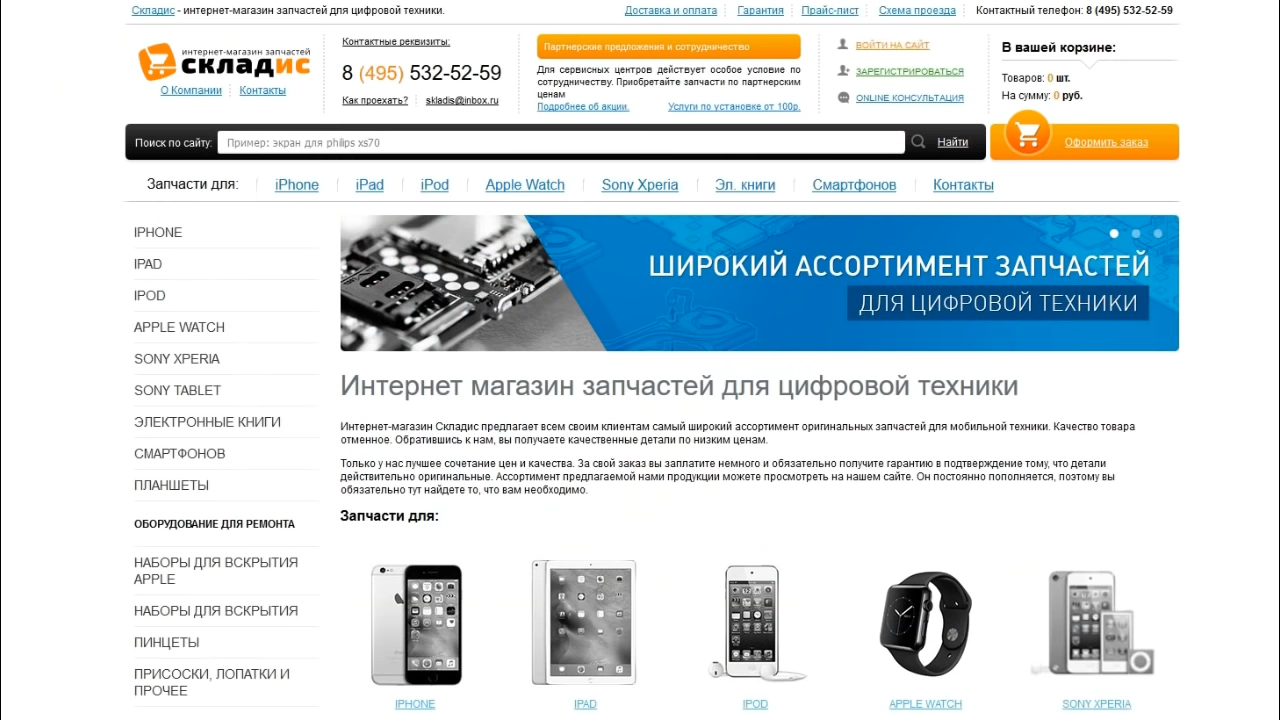 Складис - интернет-магазин запчастей для цифровой техники.
Доставка и оплата
Гарантия
Прайс-лист
Схема проезда
Контактный телефон: 8 (495) 532-52-59
интернет-магазин запчастей
складис
О Компании
Контакты
Контактные реквизиты:
8 (495) 532-52-59
Как проехать?
skladis@inbox.ru
Партнерские предложения и сотрудничество
Для сервисных центров действует особое условие по
сотрудничеству. Приобретайте запчасти по партнерским
ценам
Подробнее об акции.
Услуги по установке от 100р.
ВОЙТИ НА САЙТ
ЗАРЕГИСТРИРОВАТЬСЯ
ONLINE КОНСУЛЬТАЦИЯ
В вашей корзине:
Товаров: 0 шт.
На сумму: 0 руб.
Поиск по сайту:
Пример: экран для philips xs70
Найти
Оформить заказ
Запчасти для:
iPhone
iPad
iPod
Apple Watch
Sony Xperia
Эл. книги
Смартфонов
Контакты
IPHONE
IPAD
IPOD
APPLE WATCH
SONY XPERIA
SONY TABLET
ЭЛЕКТРОННЫЕ КНИГИ
СМАРТФОНОВ
ПЛАНШЕТЫ
ОБОРУДОВАНИЕ ДЛЯ РЕМОНТА
НАБОРЫ ДЛЯ ВСКРЫТИЯ
APPLE
НАБОРЫ ДЛЯ ВСКРЫТИЯ
ПИНЦЕТЫ
ПРИСОСКИ, ЛОПАТКИ И
ПРОЧЕЕ
ШИРОКИЙ АССОРТИМЕНТ ЗАПЧАСТЕЙ
ДЛЯ ЦИФРОВОЙ ТЕХНИКИ
Интернет магазин запчастей для цифровой техники
Интернет-магазин Складис предлагает всем своим клиентам самый широкий ассортимент оригинальных запчастей для мобильной техники. Качество товара
отменное. Обратившись к нам, вы получаете качественные детали по низким ценам.
Только у нас лучшее сочетание цен и качества. За свой заказ вы заплатите немного и обязательно получите гарантию в подтверждение тому, что детали
действительно оригинальные. Ассортимент предлагаемой нами продукции можете просмотреть на нашем сайте. Он постоянно пополняется, поэтому вы
обязательно тут найдете то, что вам необходимо.
Запчасти для:
IPHONE
IPAD
IPOD
APPLE WATCH
SONY XPERIA